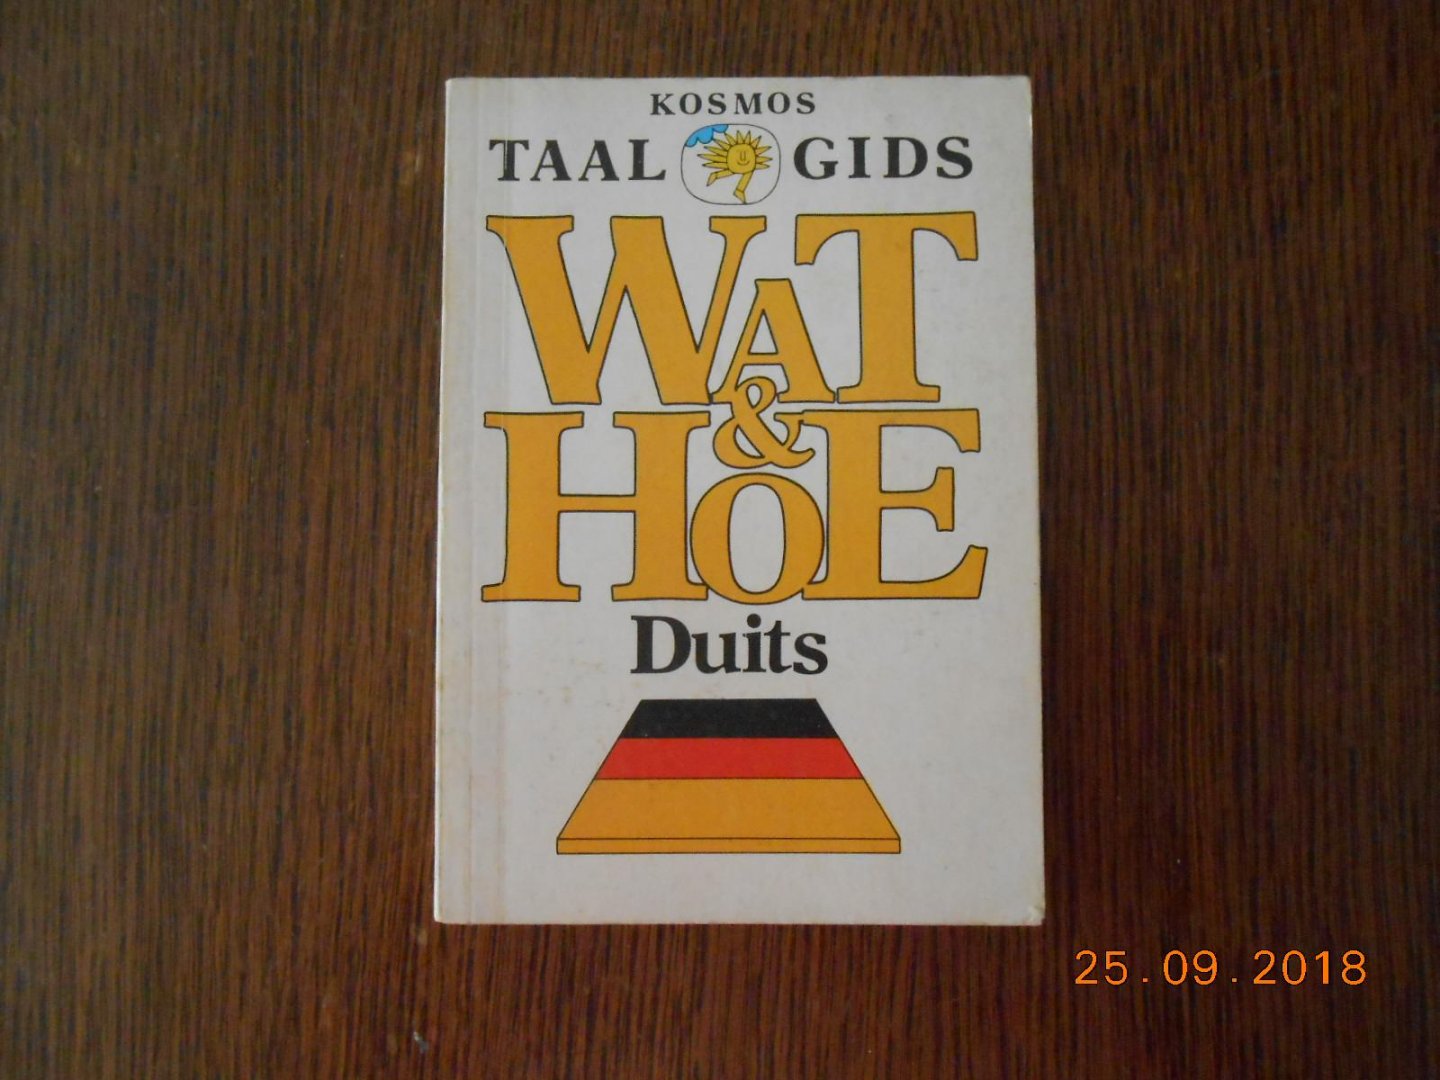 KOSMOS
TAAL GIDS
WAT
&
HOE
Duits
25.09.2018